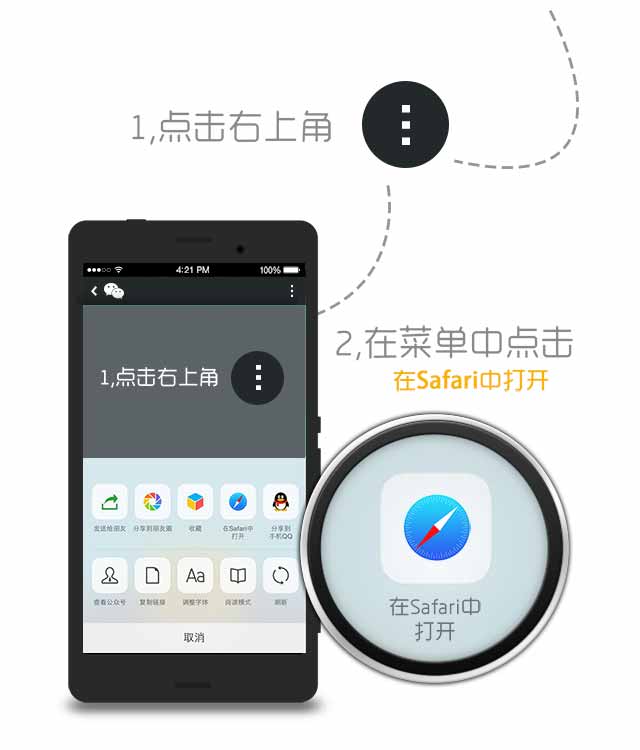 1,点击右上角
4:21 PM
100%
1,点击右上角
2,在菜单中点击
在Safari中打开
发送给朋友
分享到朋友圈
收藏
在Safari中
打开
分享到
手机QQ
Aa
查看公众号
复制链接
调整字体
阅读模式
刷新
取消
在Safari中
打开